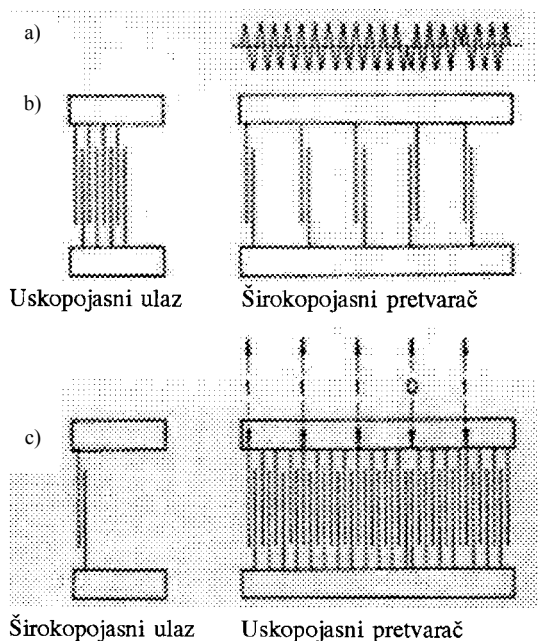 a)
b)
Uskopojasni ulaz
Širokopojasni pretvarač
c)
Širokopojasni ulaz
Uskopojasni pretvarač